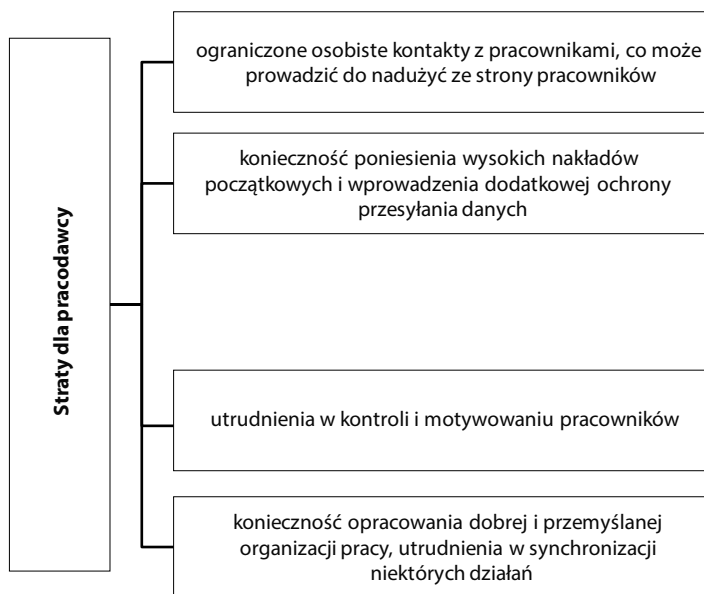 Straty dla pracodawcy
ograniczone osobiste kontakty z pracownikami, co może
prowadzić do nadużyć ze strony pracowników
konieczność poniesienia wysokich nakładów
początkowych i wprowadzenia dodatkowej ochrony
przesyłania danych
utrudnienia w kontroli i motywowaniu pracowników
konieczność opracowania dobrej i przemyślanej
organizacji pracy, utrudnienia w synchronizacji
niektórych działań